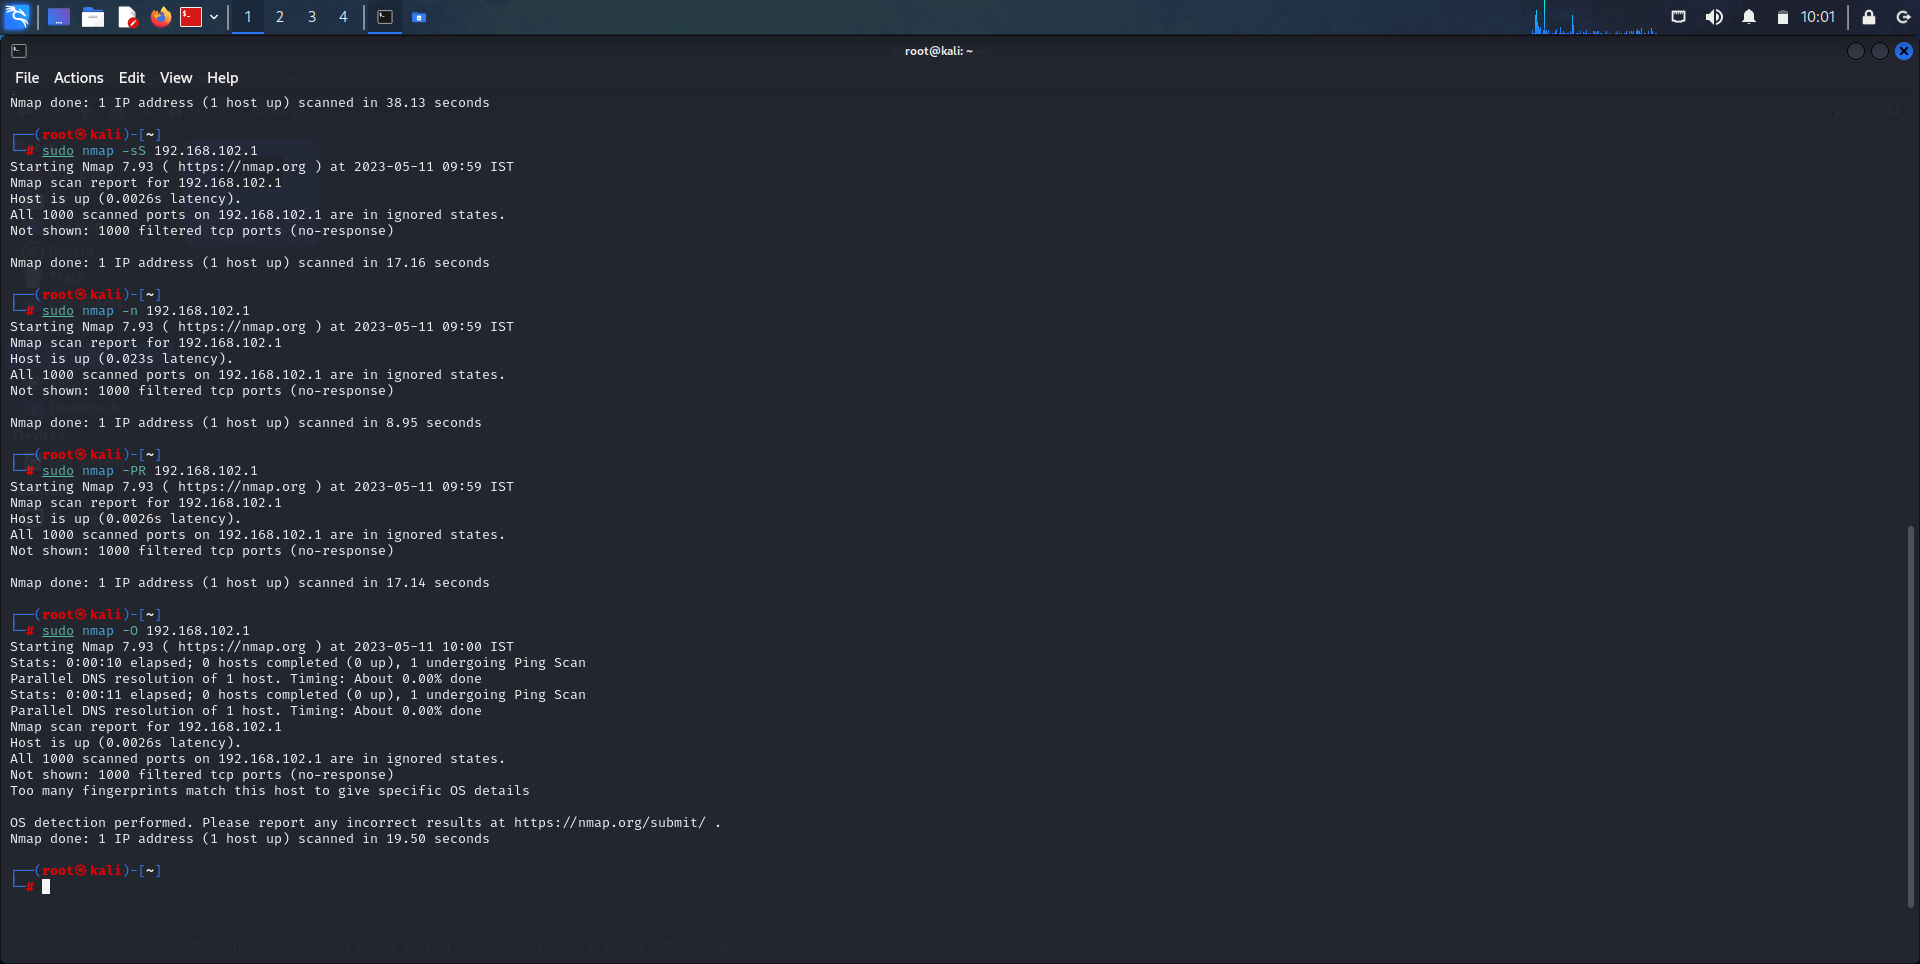 1 2 3 4 10:01
root@kali: ~
File Actions Edit View Help
Nmap done: 1 IP address (1 host up) scanned in 38.13 seconds
┌──(root㉿kali)-[~]
└─# sudo nmap -sS 192.168.102.1
Starting Nmap 7.93 ( https://nmap.org ) at 2023-05-11 09:59 IST
Nmap scan report for 192.168.102.1
Host is up (0.0026s latency).
All 1000 scanned ports on 192.168.102.1 are in ignored states.
Not shown: 1000 filtered tcp ports (no-response)
Nmap done: 1 IP address (1 host up) scanned in 17.16 seconds
┌──(root㉿kali)-[~]
└─# sudo nmap -n 192.168.102.1
Starting Nmap 7.93 ( https://nmap.org ) at 2023-05-11 09:59 IST
Nmap scan report for 192.168.102.1
Host is up (0.023s latency).
All 1000 scanned ports on 192.168.102.1 are in ignored states.
Not shown: 1000 filtered tcp ports (no-response)
Nmap done: 1 IP address (1 host up) scanned in 8.95 seconds
┌──(root㉿kali)-[~]
└─# sudo nmap -PR 192.168.102.1
Starting Nmap 7.93 ( https://nmap.org ) at 2023-05-11 09:59 IST
Nmap scan report for 192.168.102.1
Host is up (0.0026s latency).
All 1000 scanned ports on 192.168.102.1 are in ignored states.
Not shown: 1000 filtered tcp ports (no-response)
Nmap done: 1 IP address (1 host up) scanned in 17.14 seconds
┌──(root㉿kali)-[~]
└─# sudo nmap -O 192.168.102.1
Starting Nmap 7.93 ( https://nmap.org ) at 2023-05-11 10:00 IST
Stats: 0:00:10 elapsed; 0 hosts completed (0 up), 1 undergoing Ping Scan
Parallel DNS resolution of 1 host. Timing: About 0.00% done
Stats: 0:00:11 elapsed; 0 hosts completed (0 up), 1 undergoing Ping Scan
Parallel DNS resolution of 1 host. Timing: About 0.00% done
Nmap scan report for 192.168.102.1
Host is up (0.0026s latency).
All 1000 scanned ports on 192.168.102.1 are in ignored states.
Not shown: 1000 filtered tcp ports (no-response)
Too many fingerprints match this host to give specific OS details
OS detection performed. Please report any incorrect results at https://nmap.org/submit/ .
Nmap done: 1 IP address (1 host up) scanned in 19.50 seconds
┌──(root㉿kali)-[~]
└─#